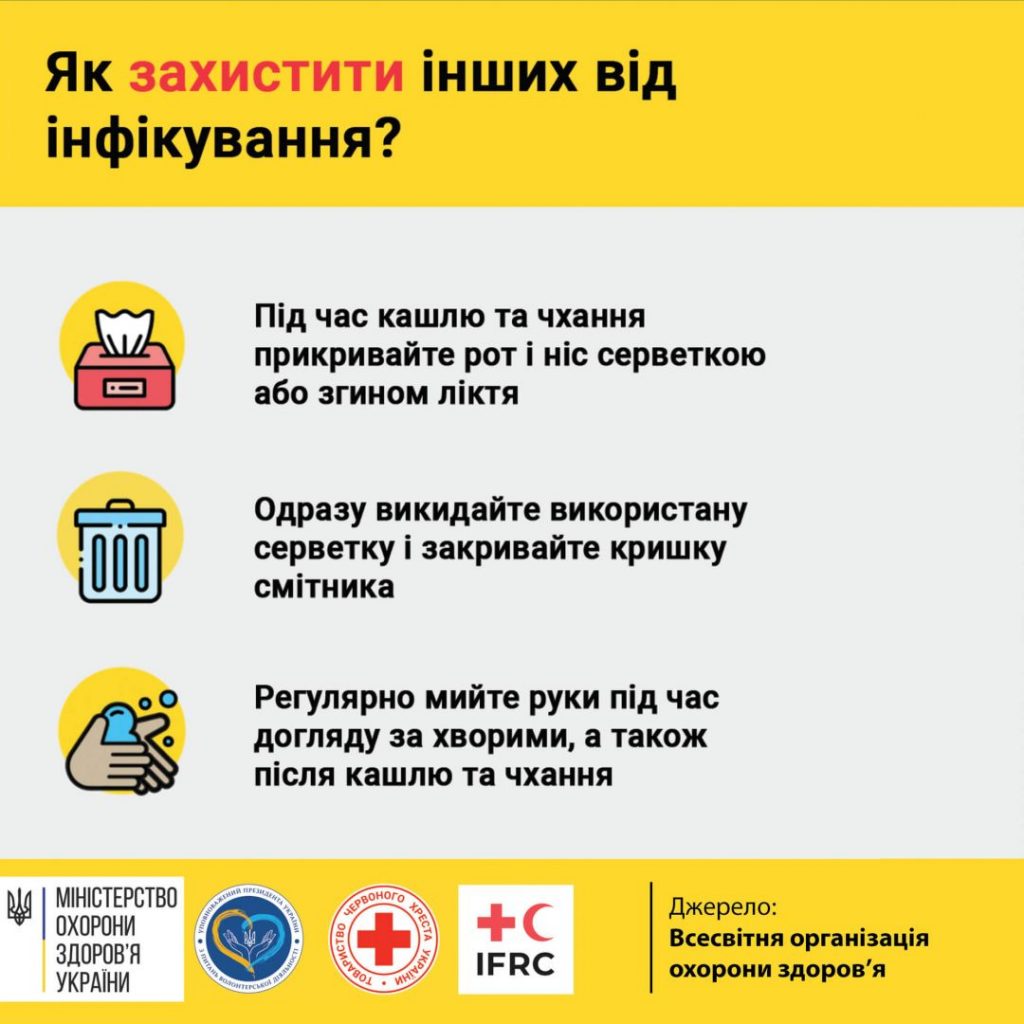 Як захистити інших від
інфікування?
Під час кашлю та чхання
прикривайте рот і ніс серветкою
або згином ліктя
Одразу викидайте використану
серветку і закривайте кришку
смітника
Регулярно мийте руки під час
догляду за хворими, а також
після кашлю та чхання
МІНІСТЕРСТВО
ОХОРОНИ
ЗДОРОВ'Я
УКРАЇНИ
УПОВНОВАЖЕНИЙ ПРЕЗИДЕНТА УКРАЇНИ
З ПИТАНЬ ВОЛОНТЕРСЬКОЇ ДІЯЛЬНОСТІ
ТОВАРИСТВО ЧЕРВОНОГО ХРЕСТА УКРАЇНИ
IFRC
Джерело:
Всесвітня організація
охорони здоров'я